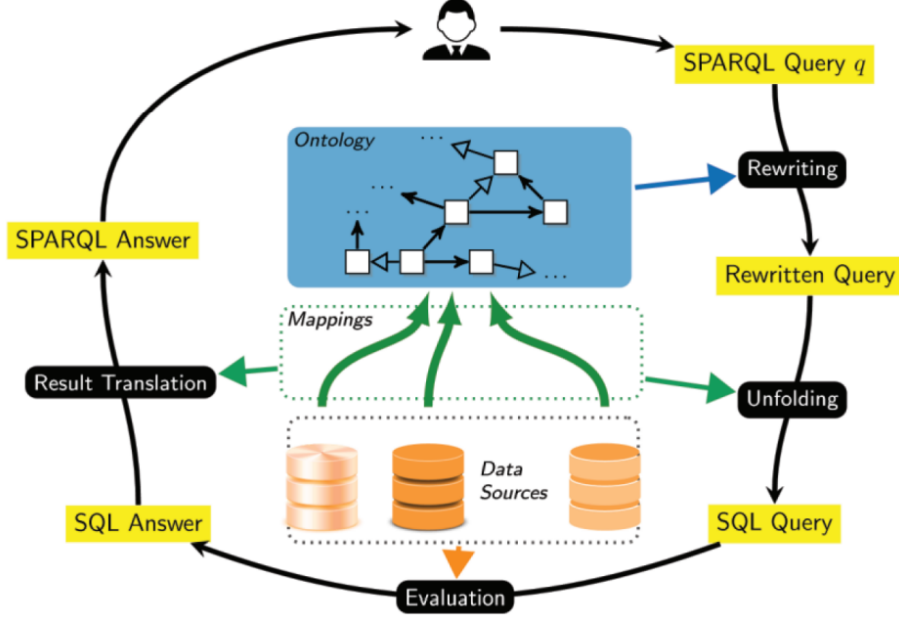 SPARQL Query q
Ontology
...
...
...
...
Rewriting
SPARQL Answer
Rewritten Query
Mappings
Result Translation
Unfolding
Data
Sources
SQL Answer
SQL Query
Evaluation